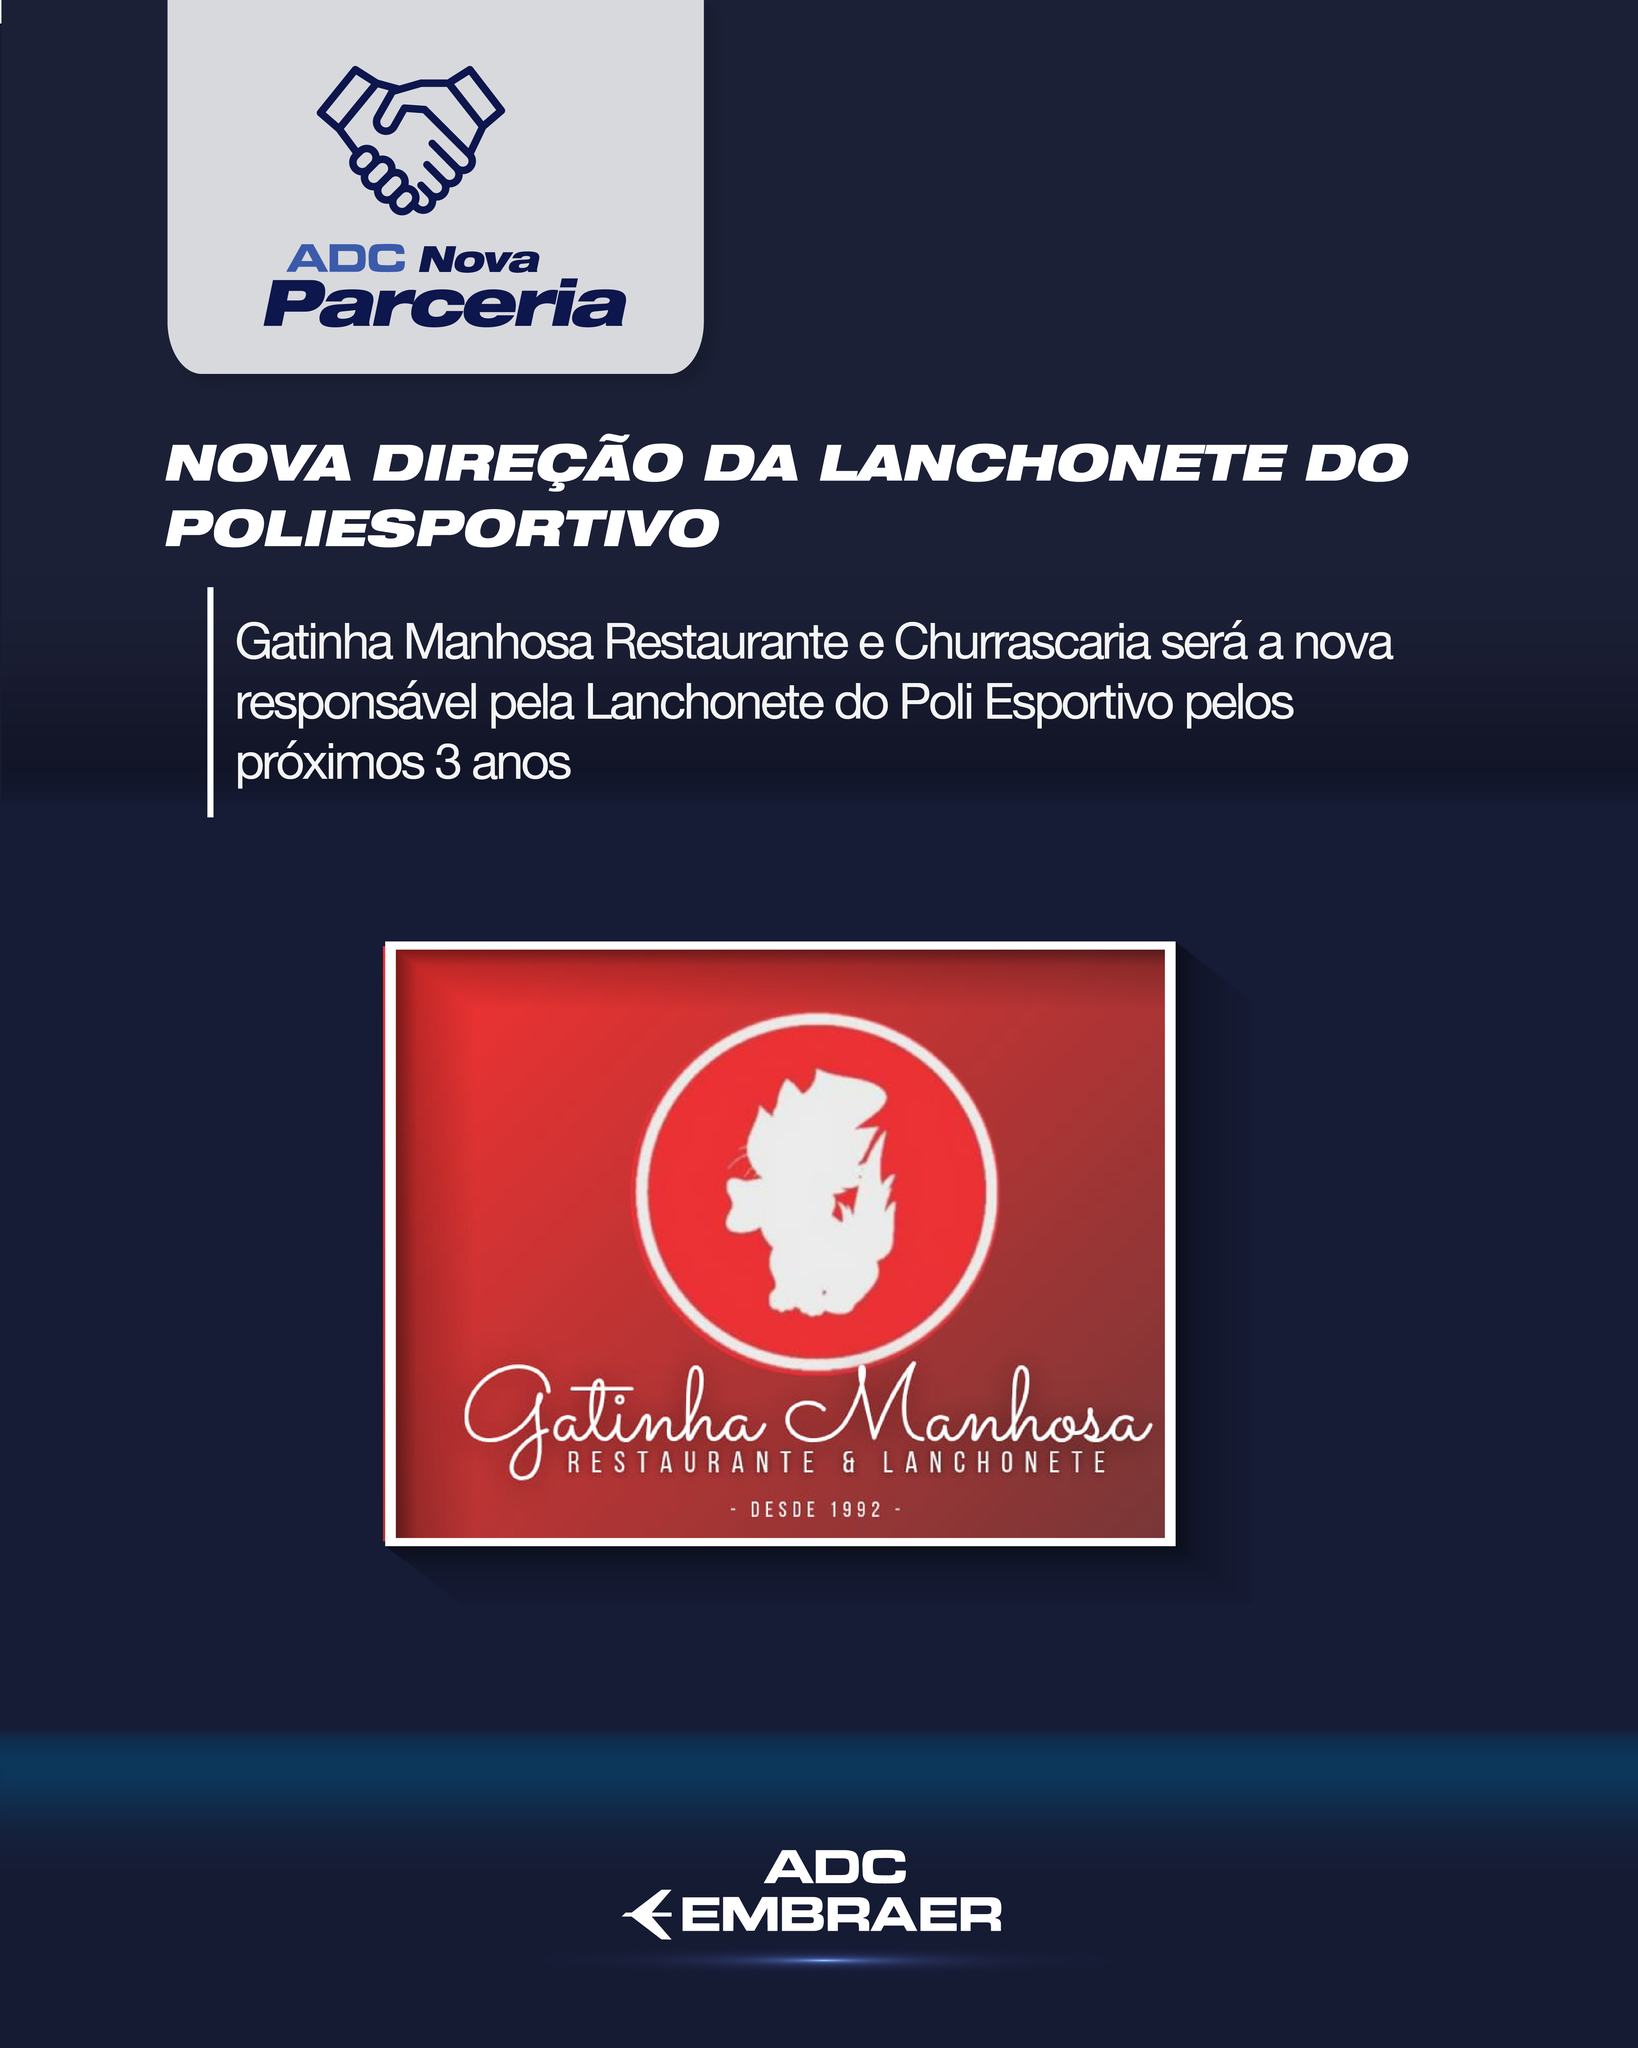 ADC Nova
Parceria
NOVA DIREÇÃO DA LANCHONETE DO
POLIESPORTIVO
Gatinha Manhosa Restaurante e Churrascaria será a nova
responsável pela Lanchonete do Poli Esportivo pelos
próximos 3 anos
Gatinha Manhosa
RESTAURANTE & LANCHONETE
- DESDE 1992 -
ADC
EMBRAER